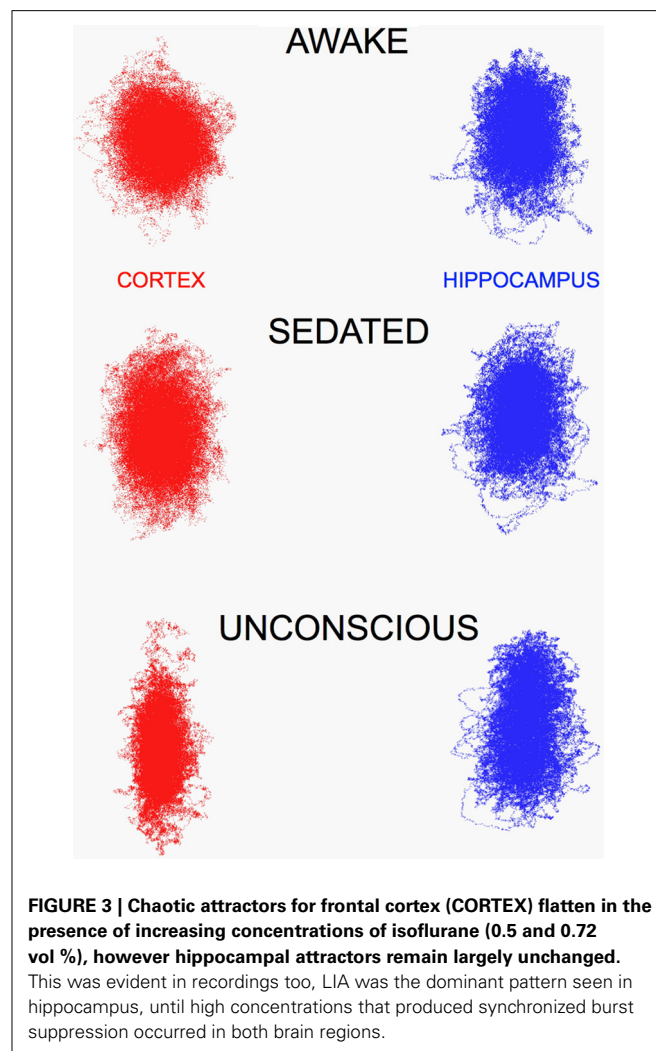 AWAKE
CORTEX HIPPOCAMPUS
SEDATED
UNCONSCIOUS
FIGURE 3 | Chaotic attractors for frontal cortex (CORTEX) flatten in the
presence of increasing concentrations of isoflurane (0.5 and 0.72
vol %), however hippocampal attractors remain largely unchanged.
This was evident in recordings too, LIA was the dominant pattern seen in
hippocampus, until high concentrations that produced synchronized burst
suppression occurred in both brain regions.